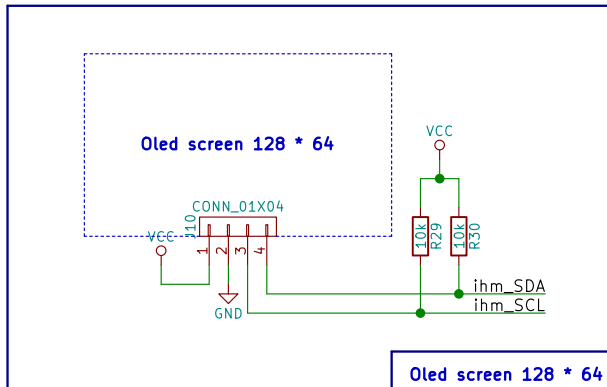 Oled screen 128 * 64
VCC
CONN_01X04
J10
VCC
1
2
3
4
10k
R29
10k
R30
GND
ihm_SDA
ihm_SCL
Oled screen 128 * 64